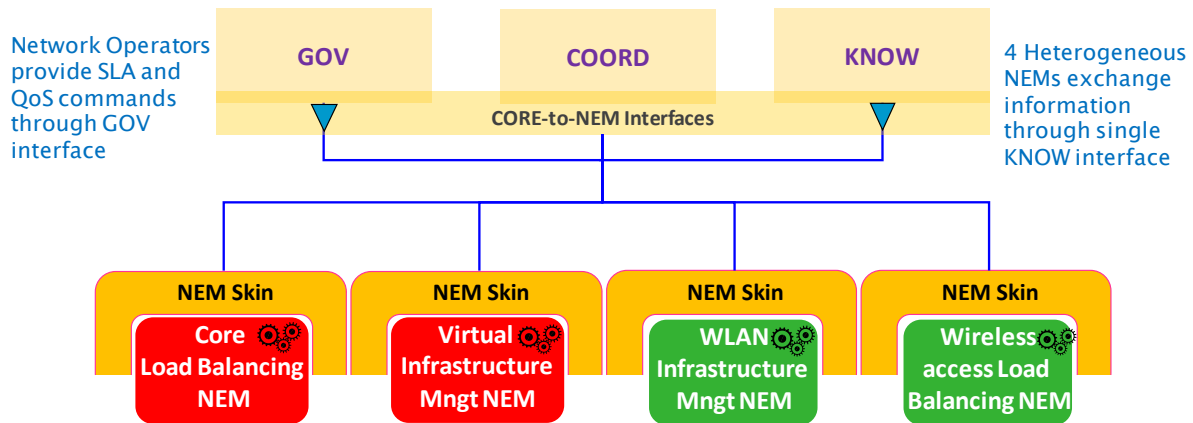 Network Operators
provide SLA and
QoS commands
through GOV
interface
GOV
COORD
KNOW
CORE-to-NEM Interfaces
4 Heterogeneous
NEMs exchange
information
through single
KNOW interface
NEM Skin
Core
Load Balancing
NEM
NEM Skin
Virtual
Infrastructure
Mngt NEM
NEM Skin
WLAN
Infrastructure
Mngt NEM
NEM Skin
Wireless
access Load
Balancing NEM